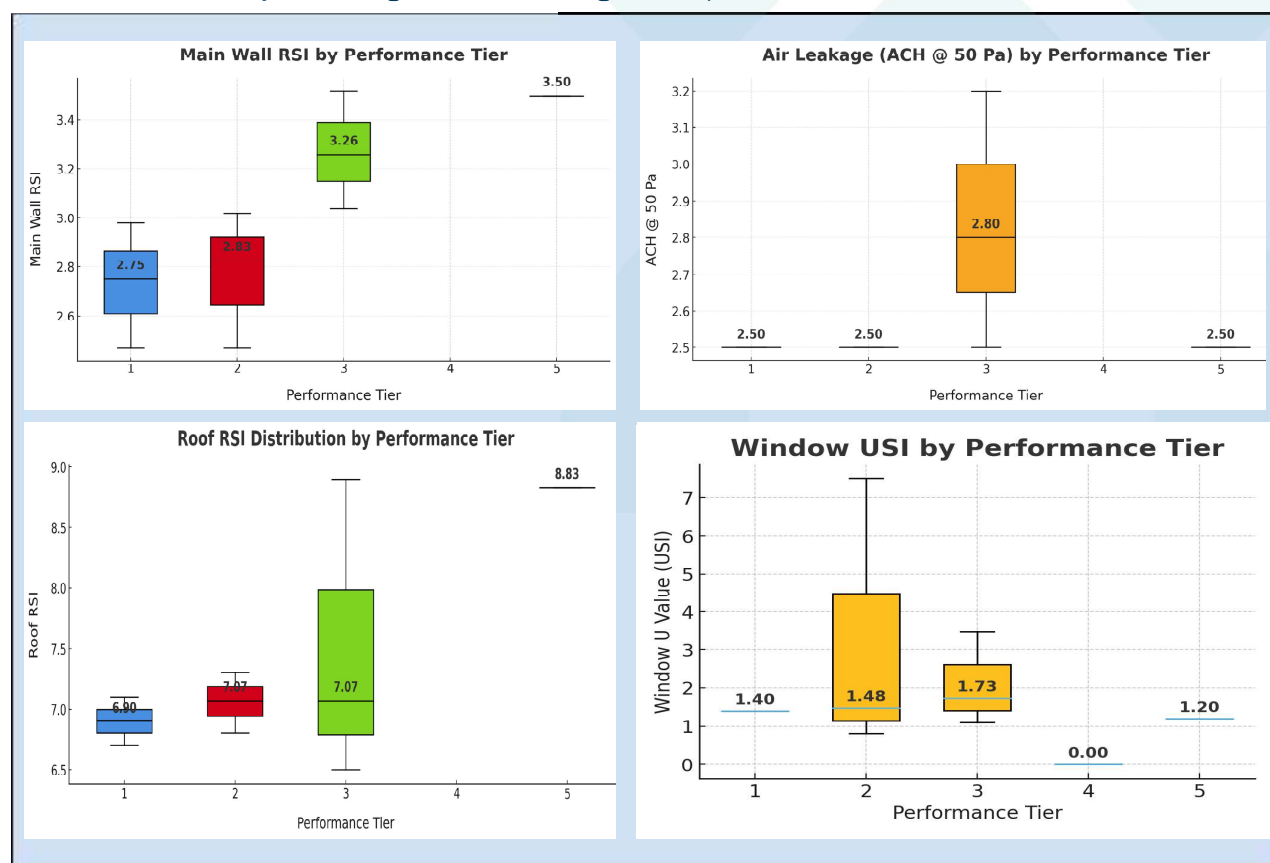 Main Wall RSI by Performance Tier
3.50
3.4
3.26
3.2
3.0
2.83
2.8
2.75
2.6
Main Wall RSI
1 2 3 4 5
Performance Tier
Air Leakage (ACH @ 50 Pa) by Performance Tier
3.2
3.1
3.0
2.9
2.8
2.80
2.7
2.6
2.5
2.50 2.50 2.50
ACH @ 50 Pa
1 2 3 4 5
Performance Tier
Roof RSI Distribution by Performance Tier
9.0
8.83
8.5
8.0
7.5
7.07 7.07
7.0
6.90
6.5
Roof RSI
1 2 3 4 5
Performance Tier
Window USI by Performance Tier
7
6
5
4
3
2
1.40 1.48 1.73 1.20
1
0.00
0
Window U Value (USI)
1 2 3 4 5
Performance Tier